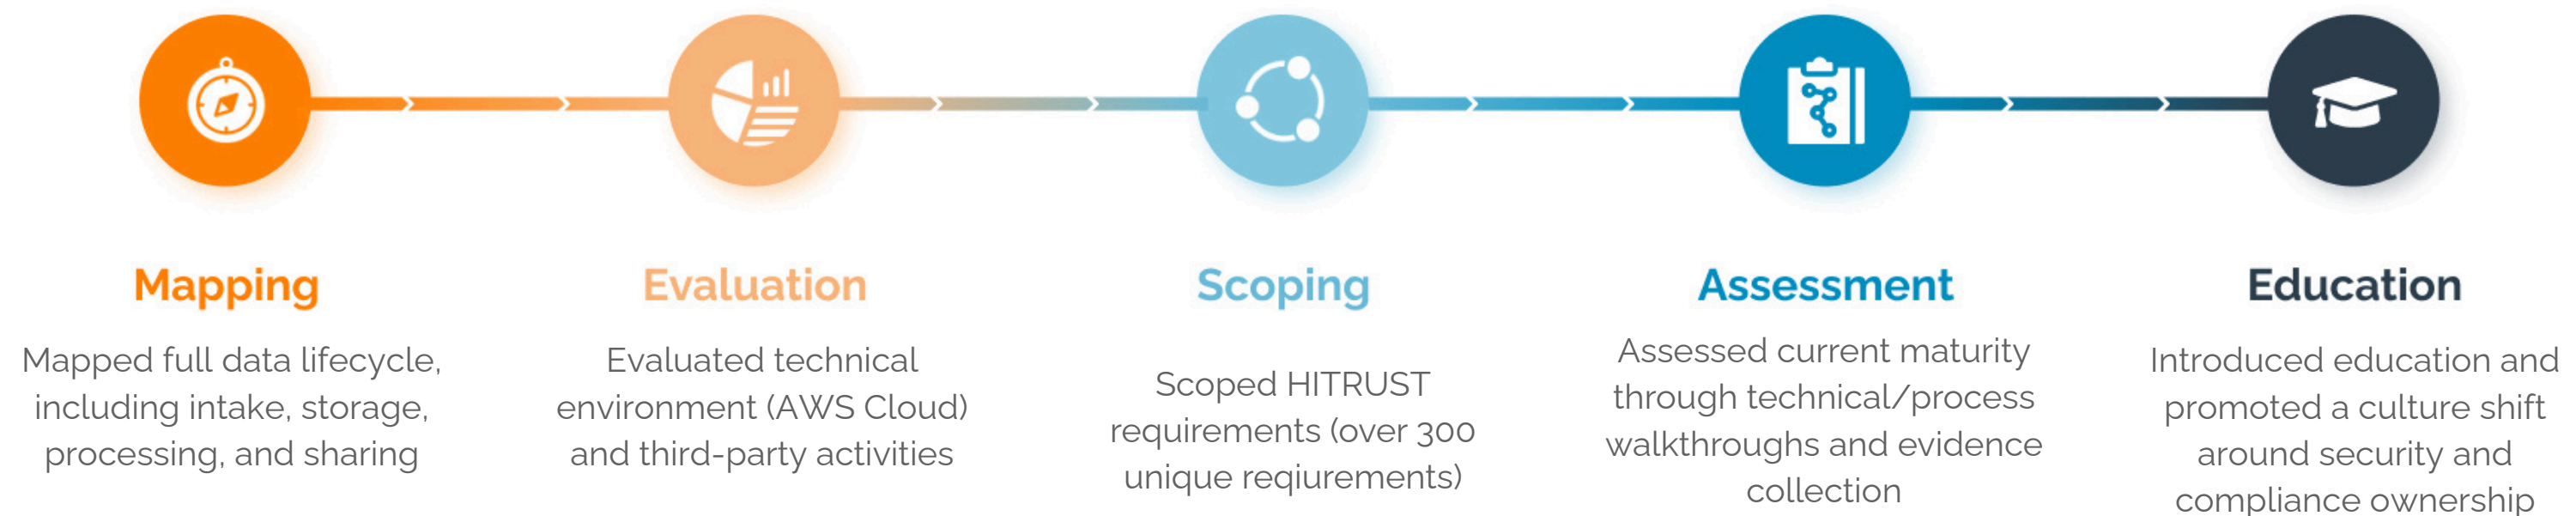 Mapping
Mapped full data lifecycle,
including intake, storage,
processing, and sharing
Evaluation
Evaluated technical
environment (AWS Cloud)
and third-party activities
Scoping
Scoped HITRUST
requirements (over 300
unique reqiurements)
Assessment
Assessed current maturity
through technical/process
walkthroughs and evidence
collection
Education
Introduced education and
promoted a culture shift
around security and
compliance ownership